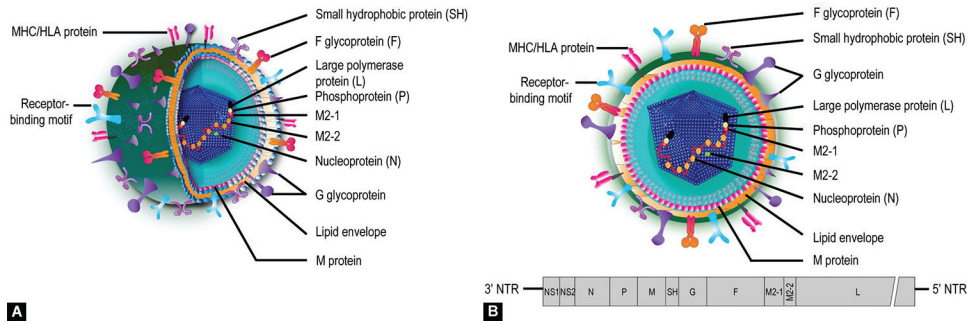 Small hydrophobic protein (SH)
MHC/HLA protein
F glycoprotein (F)
Large polymerase
protein (L)
Phosphoprotein (P)
Receptor-
binding motif
M2-1
M2-2
Nucleoprotein (N)
G glycoprotein
Lipid envelope
M protein
A
F glycoprotein (F)
Small hydrophobic protein (SH)
MHC/HLA protein
G glycoprotein
Receptor-
binding motif
Large polymerase protein (L)
Phosphoprotein (P)
M2-1
M2-2
Nucleoprotein (N)
Lipid envelope
M protein
3' NTR NS1 NS2 N P M SH G F M2-1 M2-2 L 5' NTR
B